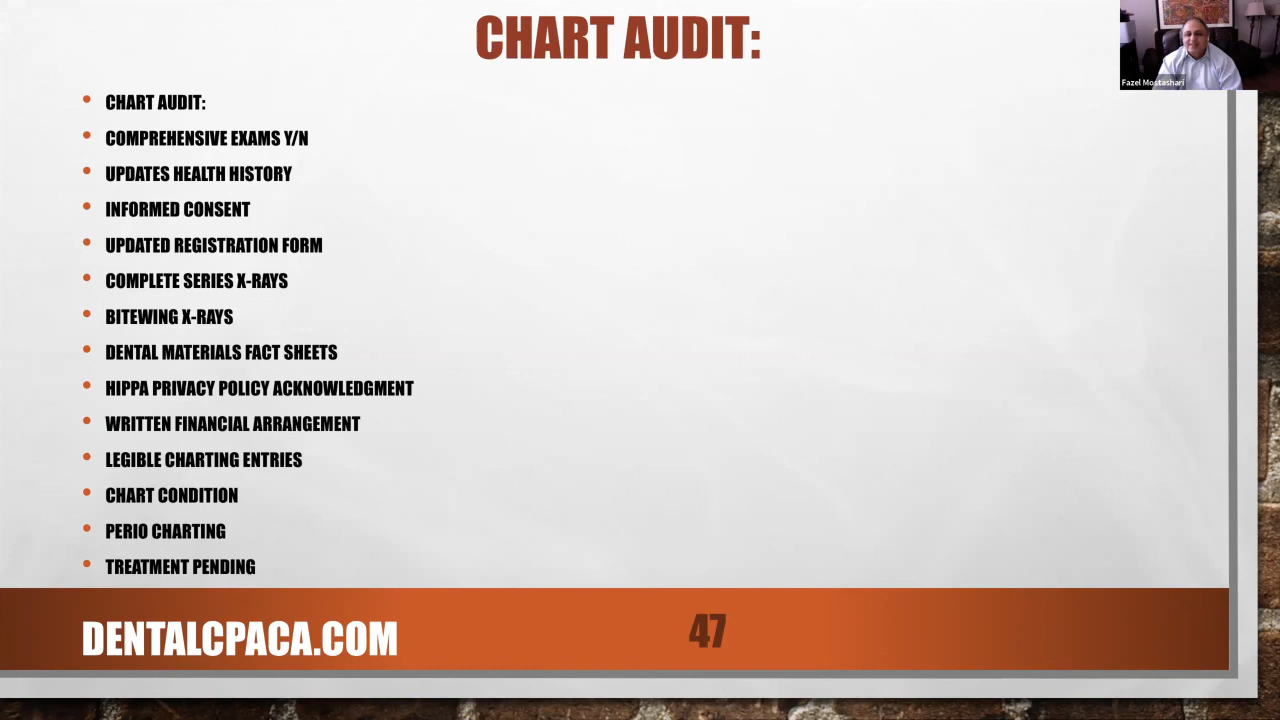 CHART AUDIT:
Fazel Mostashari
CHART AUDIT:
COMPREHENSIVE EXAMS Y/N
UPDATES HEALTH HISTORY
INFORMED CONSENT
UPDATED REGISTRATION FORM
COMPLETE SERIES X-RAYS
BITEWING X-RAYS
DENTAL MATERIALS FACT SHEETS
HIPPA PRIVACY POLICY ACKNOWLEDGMENT
WRITTEN FINANCIAL ARRANGEMENT
LEGIBLE CHARTING ENTRIES
CHART CONDITION
PERIO CHARTING
TREATMENT PENDING
DENTALCPACA.COM
47